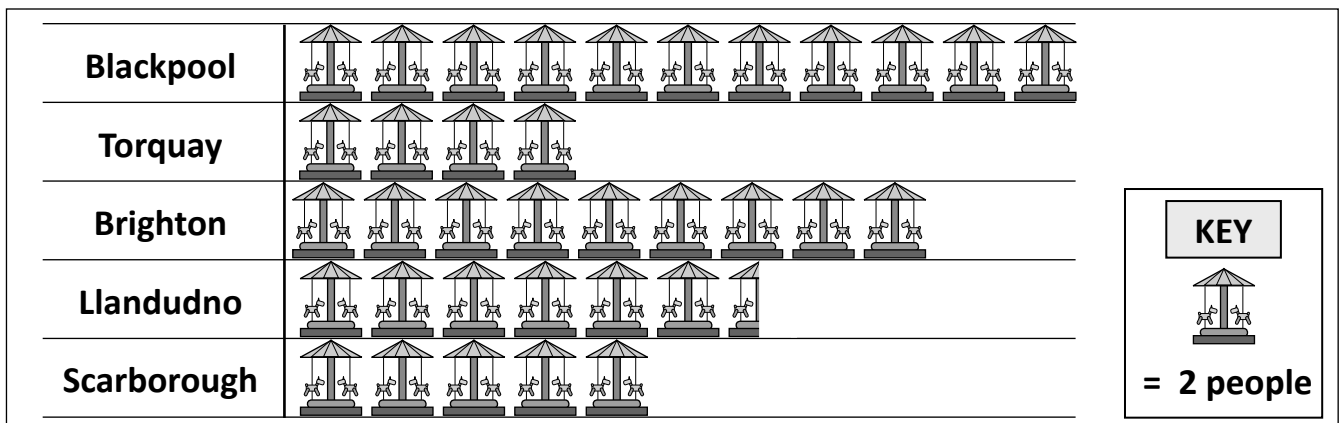 Blackpool
Torquay
Brighton
Llandudno
Scarborough
KEY
= 2 people